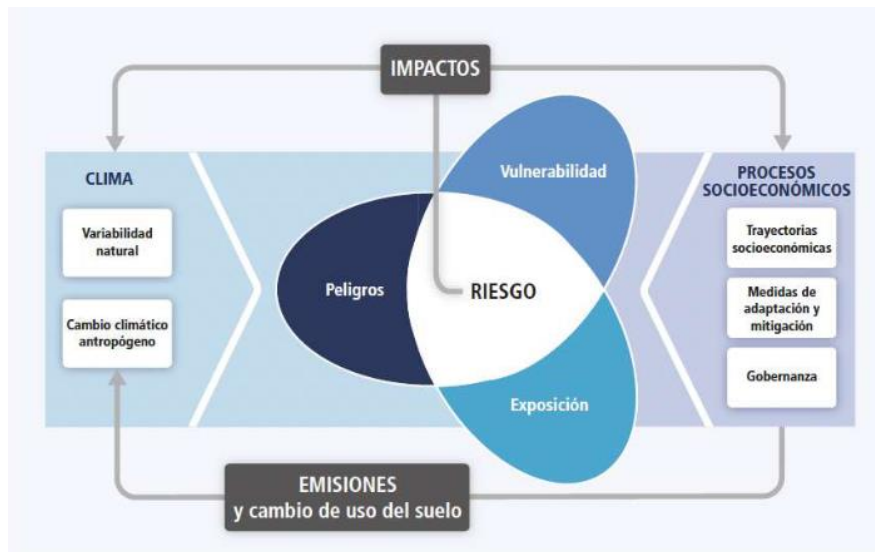 IMPACTOS
CLIMA
Variabilidad
natural
Cambio climático
antropógeno
Vulnerabilidad
Peligros
RIESGO
Exposición
PROCESOS
SOCIOECONÓMICOS
Trayectorias
socioeconómicas
Medidas de
adaptación y
mitigación
Gobernanza
EMISIONES
y cambio de uso del suelo